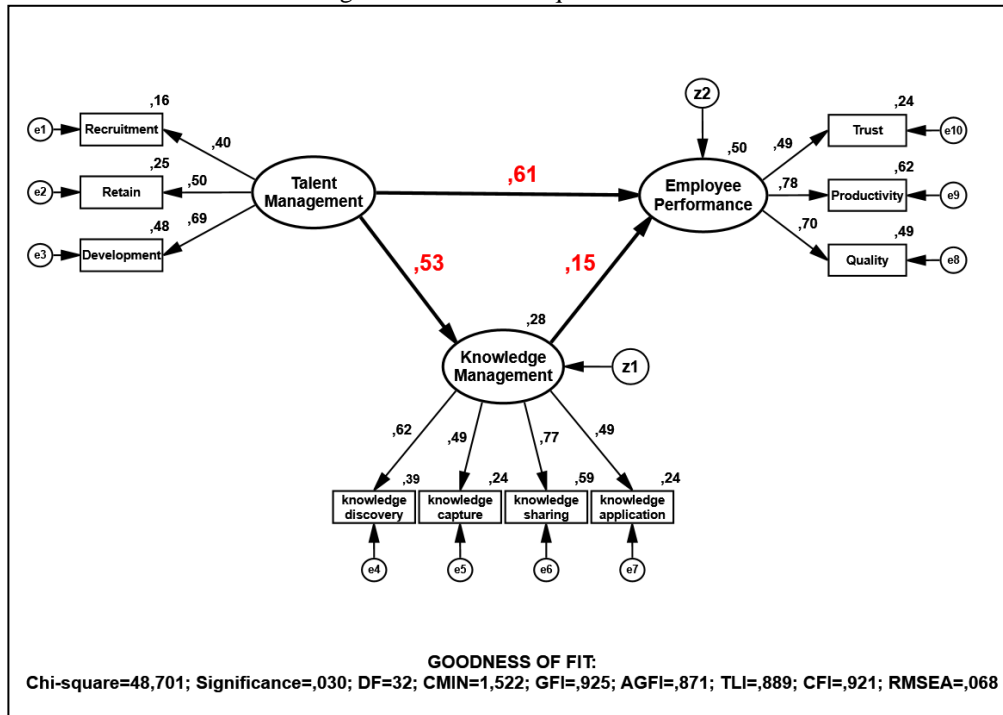 ,16
e1
Recruitment
,40
,25
e2
Retain
,50
,48
e3
Development
,69
Talent
Management
,61
,53
,15
z2
,50
Employee
Performance
,49
,24
Trust
e10
,78
,62
Productivity
e9
,70
,49
Quality
e8
,28
Knowledge
Management
z1
,62
,49
,77
,49
,39
,24
,59
,24
knowledge
discovery
knowledge
capture
knowledge
sharing
knowledge
application
e4
e5
e6
e7
GOODNESS OF FIT:
Chi-square=48,701; Significance=,030; DF=32; CMIN=1,522; GFI=,925; AGFI=,871; TLI=,889; CFI=,921; RMSEA=,068